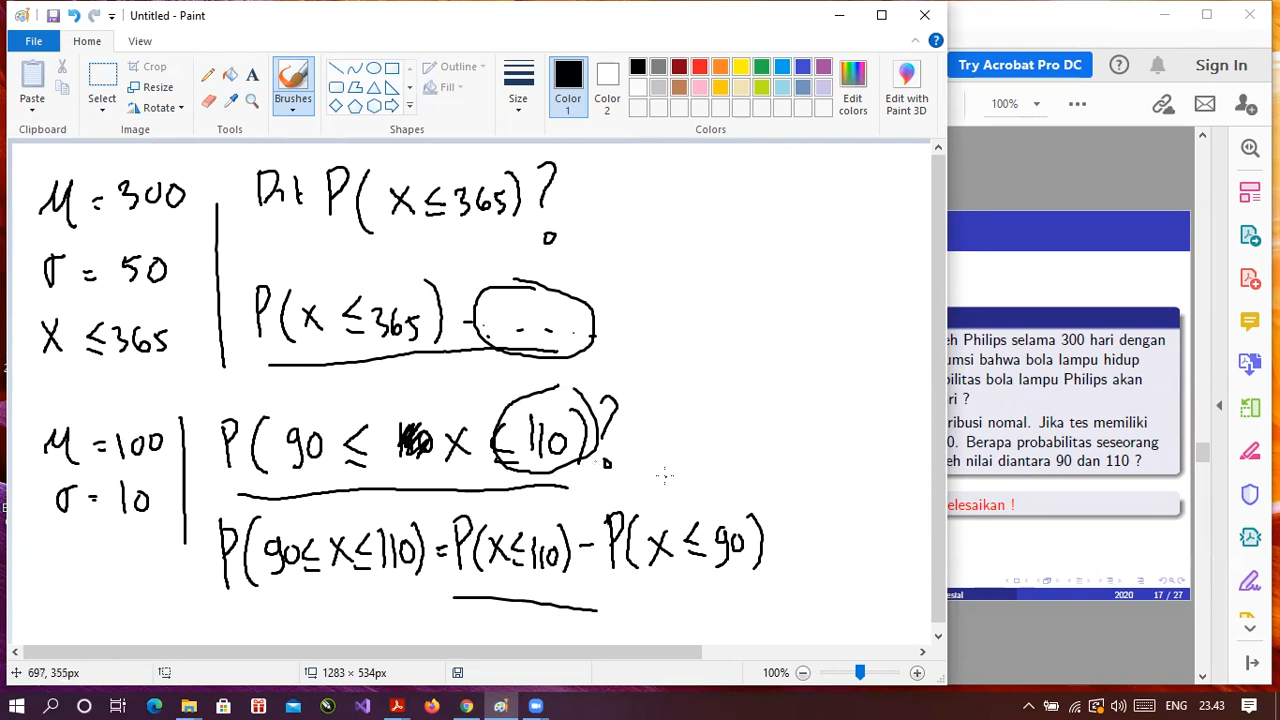 Untitled - Paint
File
Home
View
Paste
Clipboard
Select
Crop
Resize
Rotate
Image
Tools
Brushes
Shapes
Outline
Fill
Size
Color 1
Color 2
Colors
Edit colors
Edit with Paint 3D
Try Acrobat Pro DC
Sign In
100%
μ = 300
σ = 50
x ≤ 365
Dit P( x ≤ 365)?
P( x ≤ 365) = ....
μ = 100
σ = 10
P( 90 ≤ x ≤ 110)?
P(90 ≤ x ≤ 110) = P(x ≤ 110) - P( x ≤ 90)
eh Philips selama 300 hari dengan
umsi bahwa bola lampu hidup
bilitas bola lampu Philips akan
ri ?
ribusi nomal. Jika tes memiliki
0. Berapa probabilitas seseorang
eh nilai diantara 90 dan 110 ?
elesaikan !
esial
2020
17 / 27
697, 355px
1283 × 534px
100%
ENG
23.43